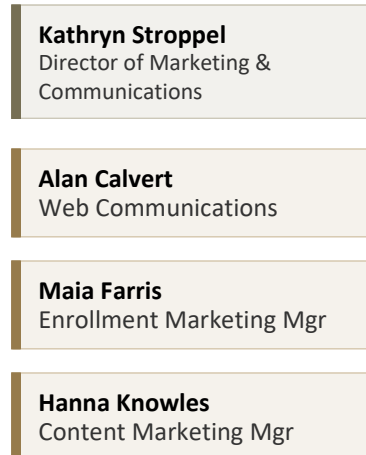 Kathryn Stroppel
Director of Marketing &
Communications
Alan Calvert
Web Communications
Maia Farris
Enrollment Marketing Mgr
Hanna Knowles
Content Marketing Mgr